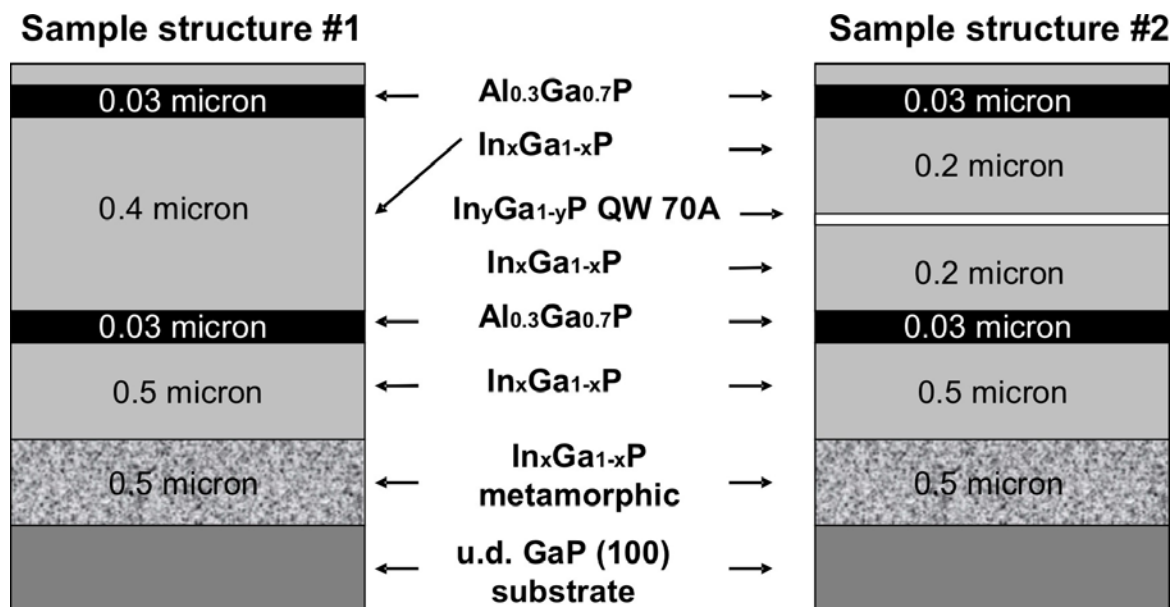 Sample structure #1
Sample structure #2
0.03 micron
Al0.3Ga0.7P
0.03 micron
InxGa1-xP
0.2 micron
0.4 micron
InyGa1-yP QW 70A
InxGa1-xP
0.2 micron
0.03 micron
Al0.3Ga0.7P
0.03 micron
0.5 micron
InxGa1-xP
0.5 micron
0.5 micron
InxGa1-xP
metamorphic
0.5 micron
u.d. GaP (100)
substrate